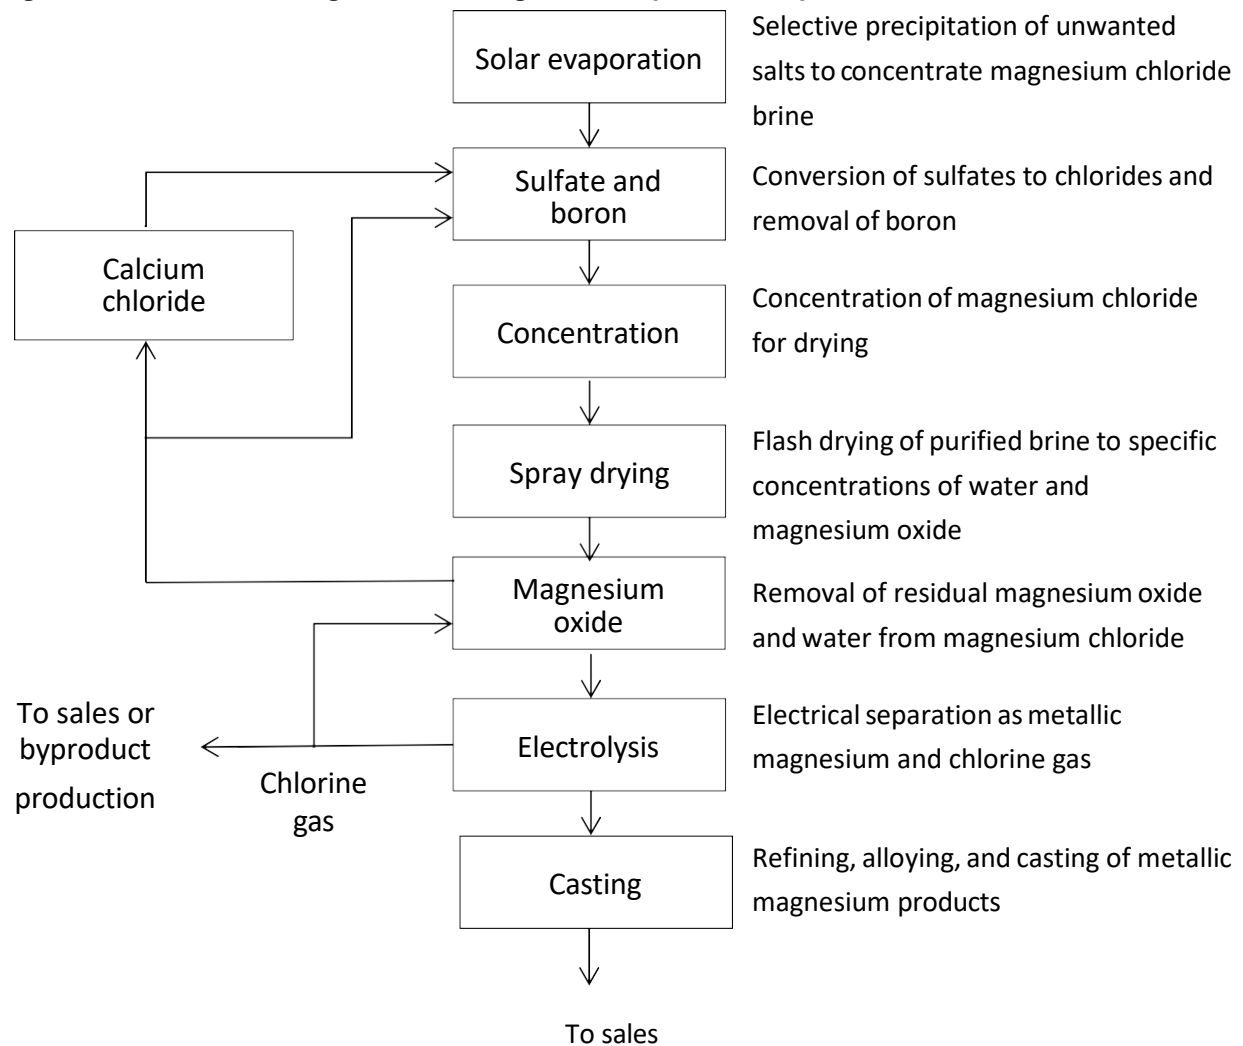 Solar evaporation
Selective precipitation of unwanted
salts to concentrate magnesium chloride
brine
Sulfate and
boron
Conversion of sulfates to chlorides and
removal of boron
Calcium
chloride
Concentration
Concentration of magnesium chloride
for drying
Spray drying
Flash drying of purified brine to specific
concentrations of water and
magnesium oxide
Magnesium
oxide
Removal of residual magnesium oxide
and water from magnesium chloride
To sales or
byproduct
production
Chlorine
gas
Electrolysis
Electrical separation as metallic
magnesium and chlorine gas
Casting
Refining, alloying, and casting of metallic
magnesium products
To sales